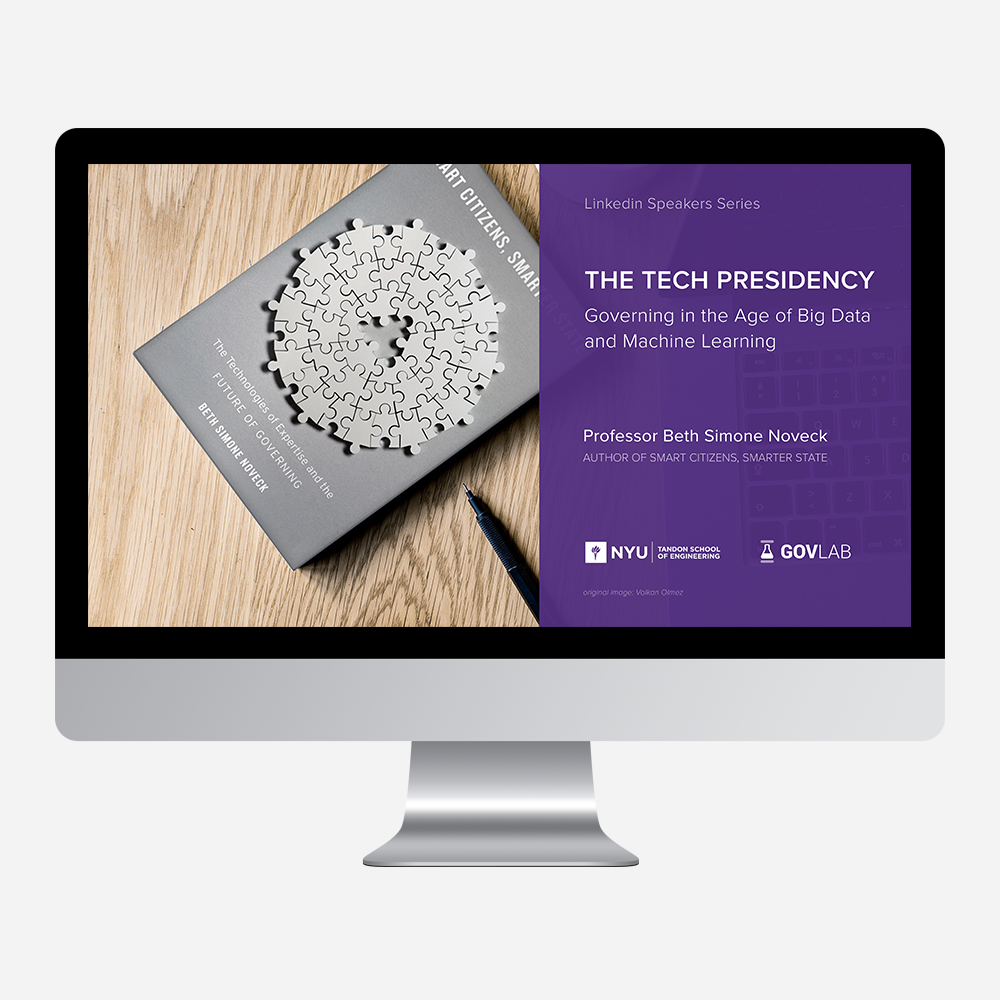 ART CITIZENS, SMART
The Technologies of Expertise and the
FUTURE OF GOVERNING
BETH SIMONE NOVECK
Linkedin Speakers Series
THE TECH PRESIDENCY
Governing in the Age of Big Data
and Machine Learning
Professor Beth Simone Noveck
AUTHOR OF SMART CITIZENS, SMARTER STATE
NYU TANDON SCHOOL
OF ENGINEERING
GOVLAB
original image: Volkan Olmez